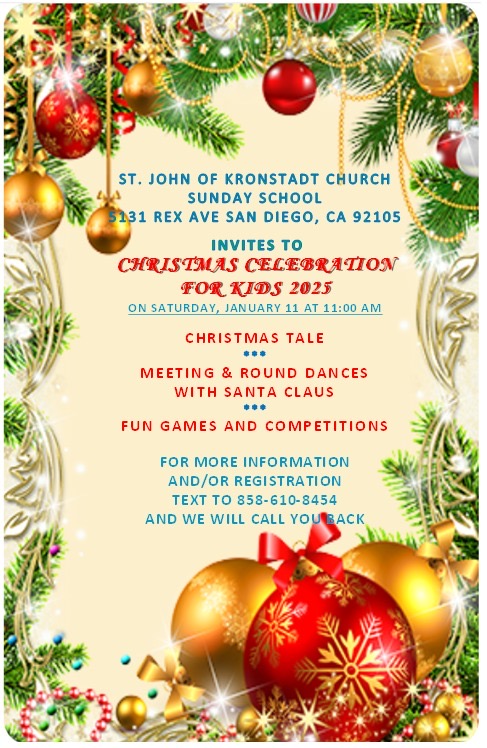 ST. JOHN OF KRONSTADT CHURCH
SUNDAY SCHOOL
5131 REX AVE SAN DIEGO, CA 92105
INVITES TO
CHRISTMAS CELEBRATION
FOR KIDS 2025
ON SATURDAY, JANUARY 11 AT 11:00 AM
CHRISTMAS TALE
***
MEETING & ROUND DANCES
WITH SANTA CLAUS
***
FUN GAMES AND COMPETITIONS
FOR MORE INFORMATION
AND/OR REGISTRATION
TEXT TO 858-610-8454
AND WE WILL CALL YOU BACK